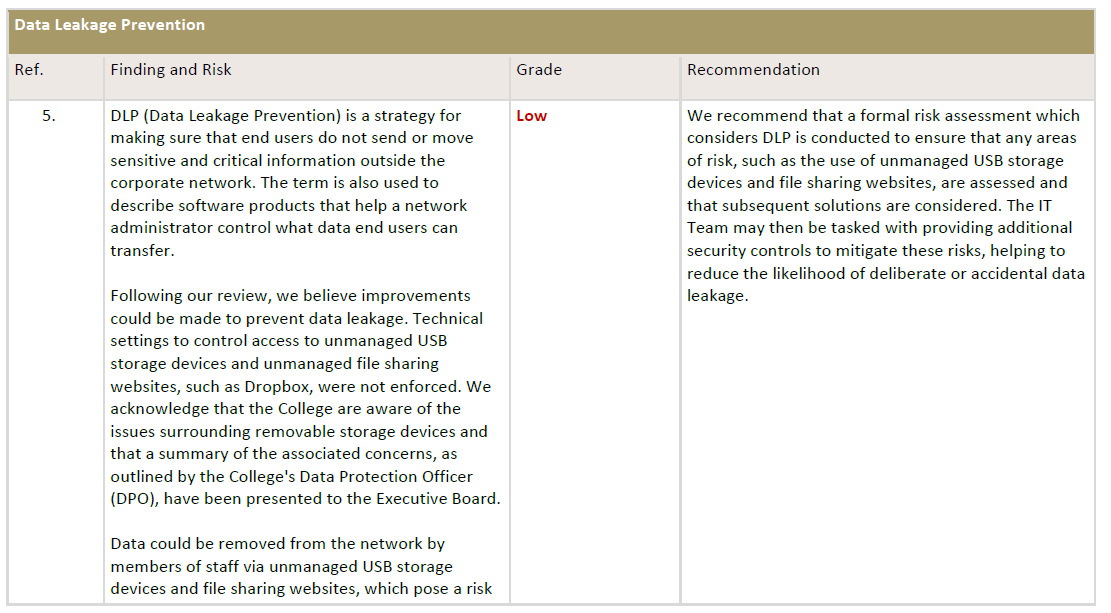 Data Leakage Prevention
Ref.
Finding and Risk
Grade
Recommendation
5.
DLP (Data Leakage Prevention) is a strategy for
making sure that end users do not send or move
sensitive and critical information outside the
corporate network. The term is also used to
describe software products that help a network
administrator control what data end users can
transfer.
Following our review, we believe improvements
could be made to prevent data leakage. Technical
settings to control access to unmanaged USB
storage devices and unmanaged file sharing
websites, such as Dropbox, were not enforced. We
acknowledge that the College are aware of the
issues surrounding removable storage devices and
that a summary of the associated concerns, as
outlined by the College's Data Protection Officer
(DPO), have been presented to the Executive Board.
Data could be removed from the network by
members of staff via unmanaged USB storage
devices and file sharing websites, which pose a risk
Low
We recommend that a formal risk assessment which
considers DLP is conducted to ensure that any areas
of risk, such as the use of unmanaged USB storage
devices and file sharing websites, are assessed and
that subsequent solutions are considered. The IT
Team may then be tasked with providing additional
security controls to mitigate these risks, helping to
reduce the likelihood of deliberate or accidental data
leakage.